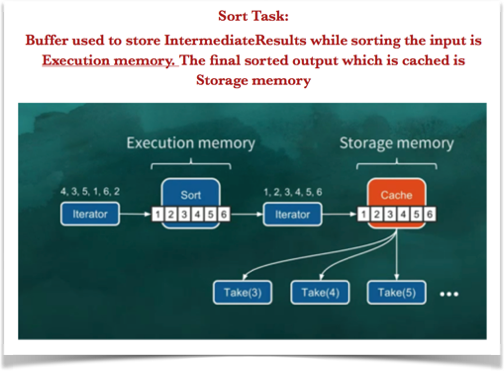 Sort Task:
Buffer used to store IntermediateResults while sorting the input is
Execution memory. The final sorted output which is cached is
Storage memory
Execution memory
Storage memory
4, 3, 5, 1, 6, 2
Sort
1, 2, 3, 4, 5, 6
Cache
Iterator
1 2 3 4 5 6
Iterator
1 2 3 4 5 6
Take(3)
Take(4)
Take(5)
•••